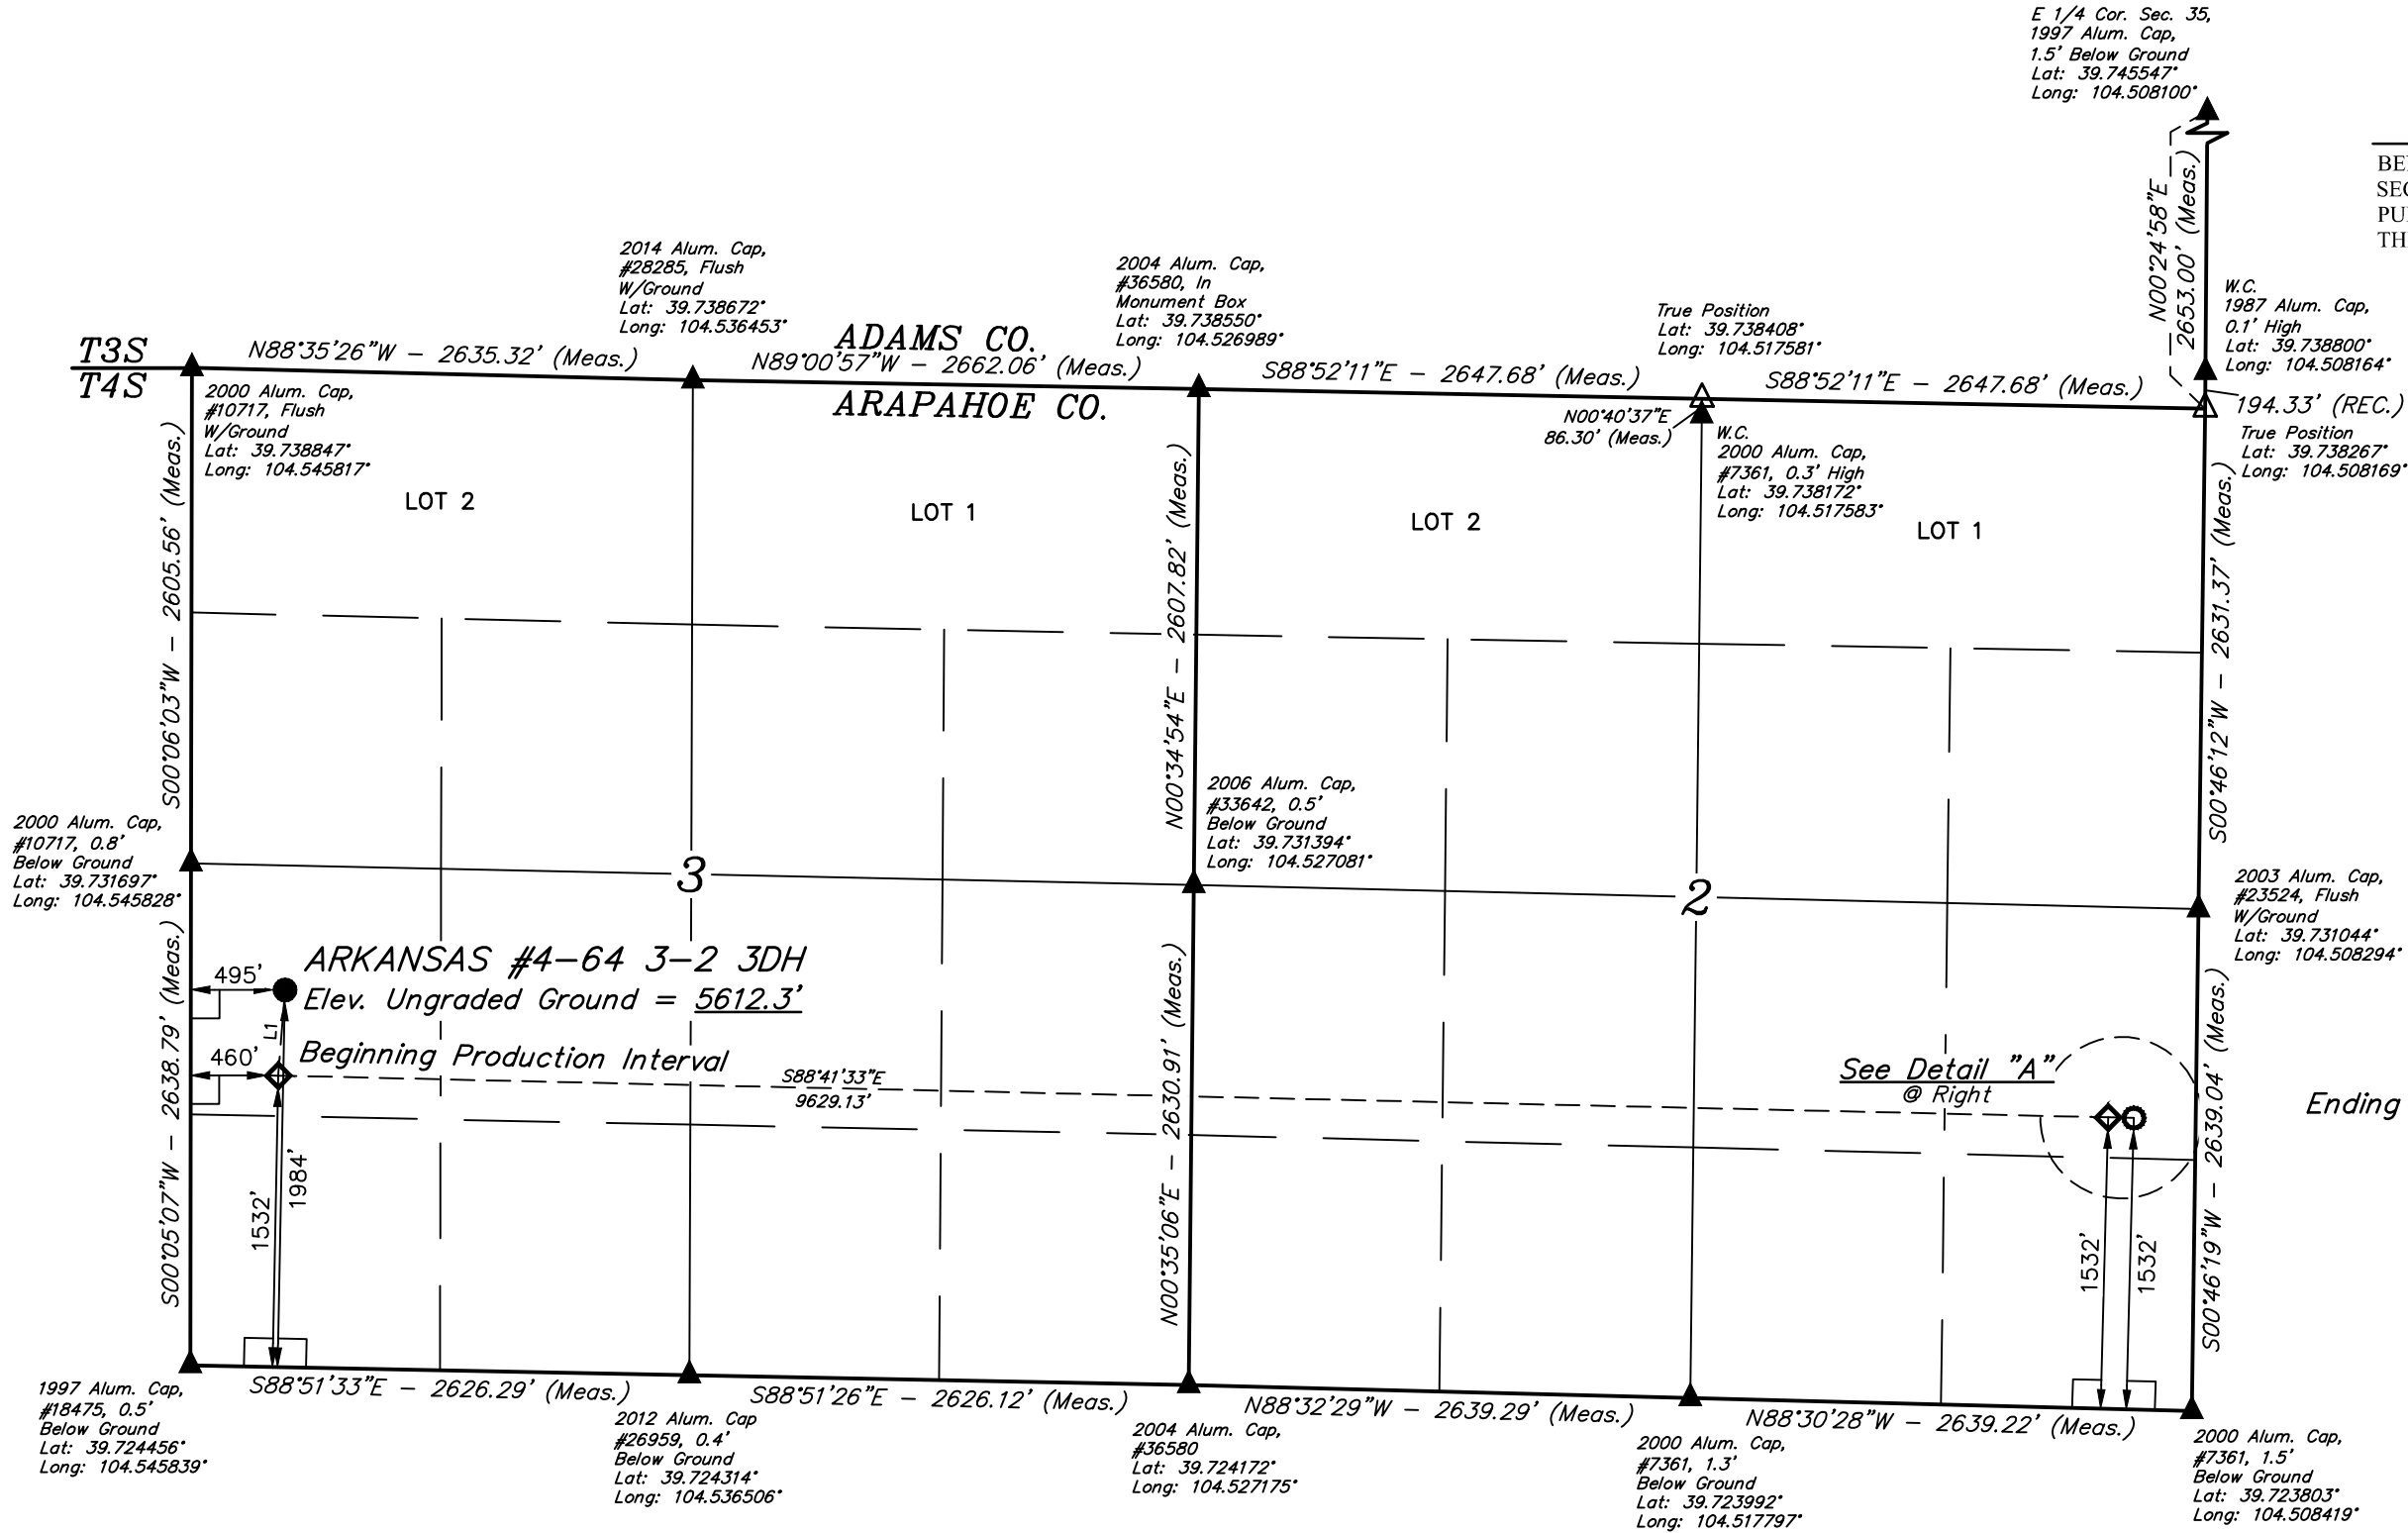 E 1/4 Cor. Sec. 35,
1997 Alum. Cap,
1.5' Below Ground
Lat: 39.745547°
Long: 104.508100°
N00°24'58"E
2653.00' (Meas.)
W.C.
1987 Alum. Cap,
0.1' High
Lat: 39.738800°
Long: 104.508164°
194.33' (REC.)
True Position
Lat: 39.738267°
Long: 104.508169°
2014 Alum. Cap,
#28285, Flush
W/Ground
Lat: 39.738672°
Long: 104.536453°
2004 Alum. Cap,
#36580, In
Monument Box
Lat: 39.738550°
Long: 104.526989°
True Position
Lat: 39.738408°
Long: 104.517581°
T3S
T4S
N88°35'26"W - 2635.32' (Meas.)
ADAMS CO.
N89°00'57"W - 2662.06' (Meas.)
ARAPAHOE CO.
S88°52'11"E - 2647.68' (Meas.)
S88°52'11"E - 2647.68' (Meas.)
N00°40'37"E
86.30' (Meas.)
2000 Alum. Cap,
#10717, Flush
W/Ground
Lat: 39.738847°
Long: 104.545817°
W.C.
2000 Alum. Cap,
#7361, 0.3' High
Lat: 39.738172°
Long: 104.517583°
LOT 2
LOT 1
LOT 2
LOT 1
S00°06'03"W - 2605.56' (Meas.)
N00°34'54"E - 2607.82' (Meas.)
S00°46'12"W - 2631.37' (Meas.)
2000 Alum. Cap,
#10717, 0.8'
Below Ground
Lat: 39.731697°
Long: 104.545828°
2006 Alum. Cap,
#33642, 0.5'
Below Ground
Lat: 39.731394°
Long: 104.527081°
2003 Alum. Cap,
#23524, Flush
W/Ground
Lat: 39.731044°
Long: 104.508294°
3
2
495'
ARKANSAS #4-64 3-2 3DH
Elev. Ungraded Ground = 5612.3'
L1
460'
Beginning Production Interval
S88°41'33"E
9629.13'
See Detail "A"
@ Right
Ending
S00°05'07"W - 2638.79' (Meas.)
1532'
1984'
N00°35'06"E - 2630.91' (Meas.)
1532'
1532'
S00°46'19"W - 2639.04' (Meas.)
S88°51'33"E - 2626.29' (Meas.)
S88°51'26"E - 2626.12' (Meas.)
N88°32'29"W - 2639.29' (Meas.)
N88°30'28"W - 2639.22' (Meas.)
1997 Alum. Cap,
#18475, 0.5'
Below Ground
Lat: 39.724456°
Long: 104.545839°
2012 Alum. Cap
#26959, 0.4'
Below Ground
Lat: 39.724314°
Long: 104.536506°
2004 Alum. Cap,
#36580
Lat: 39.724172°
Long: 104.527175°
2000 Alum. Cap,
#7361, 1.3'
Below Ground
Lat: 39.723992°
Long: 104.517797°
2000 Alum. Cap,
#7361, 1.5'
Below Ground
Lat: 39.723803°
Long: 104.508419°